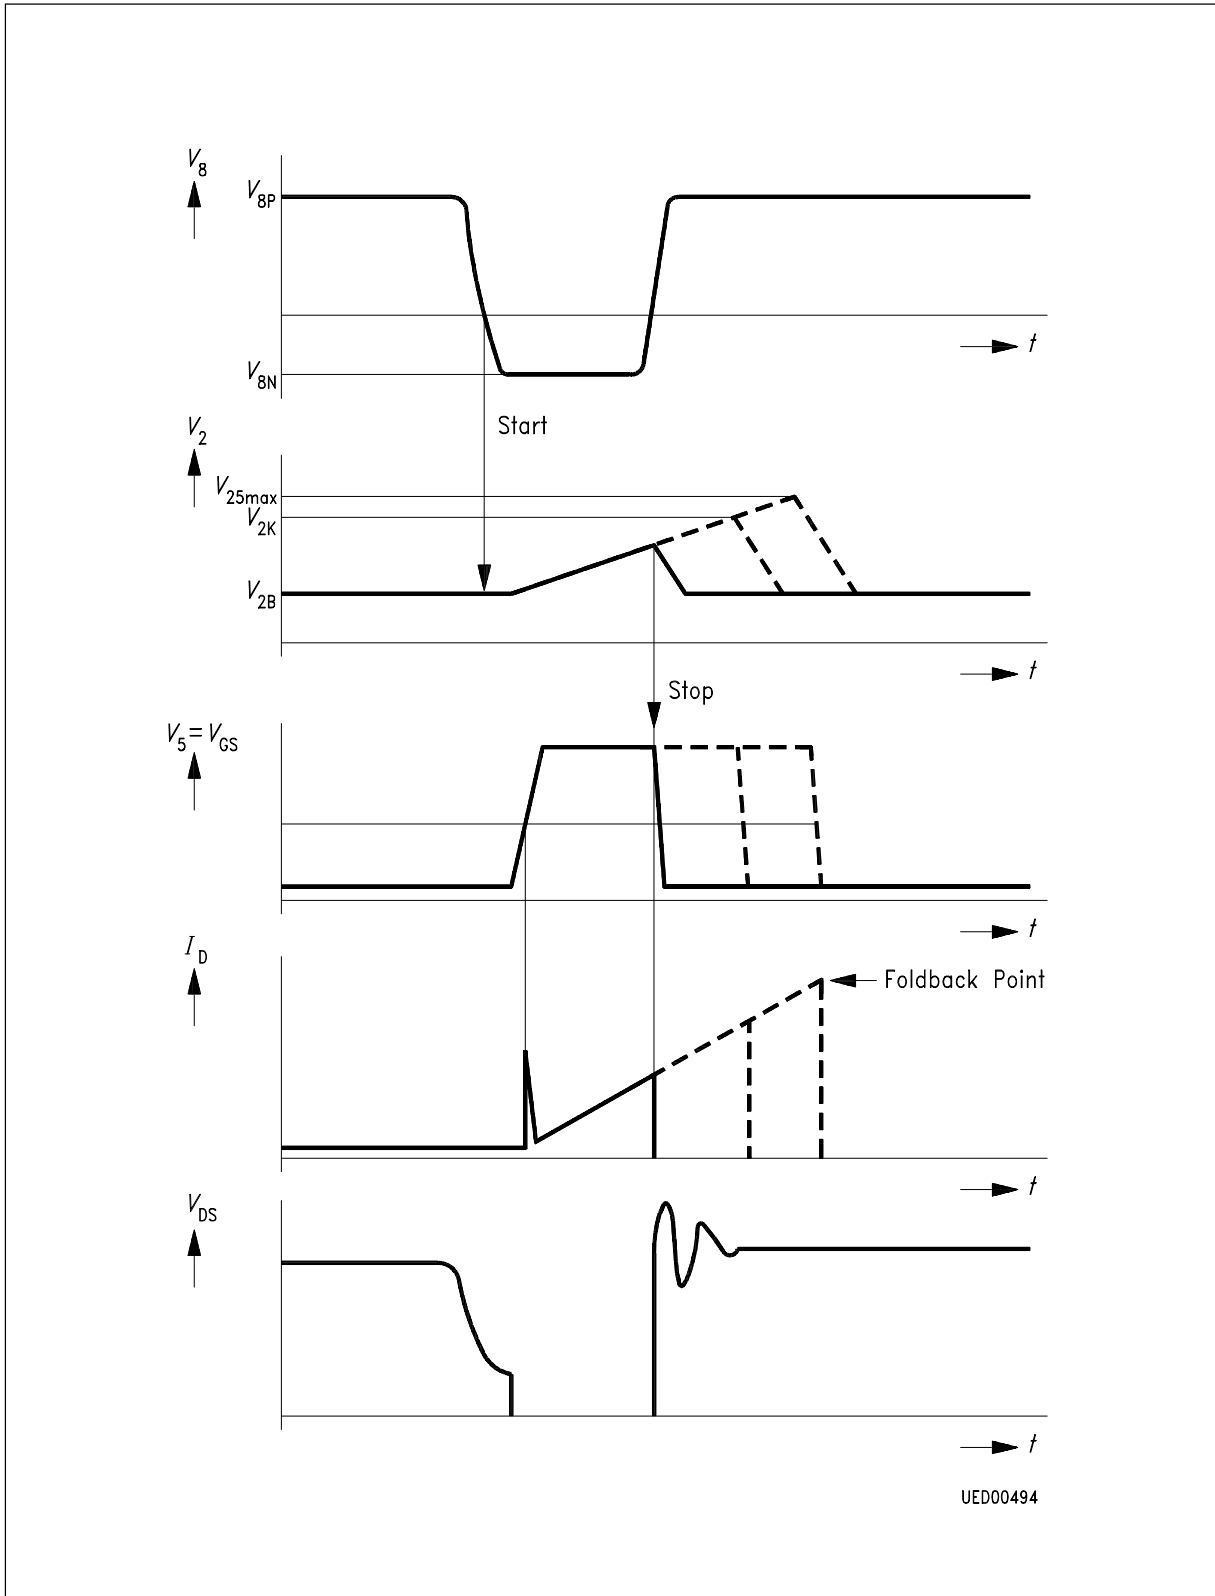 V8
V8P
t
V8N
Start
V2
V25max
V2K
V2B
t
Stop
V5 = VGS
t
ID
Foldback Point
t
VDS
t
UED00494